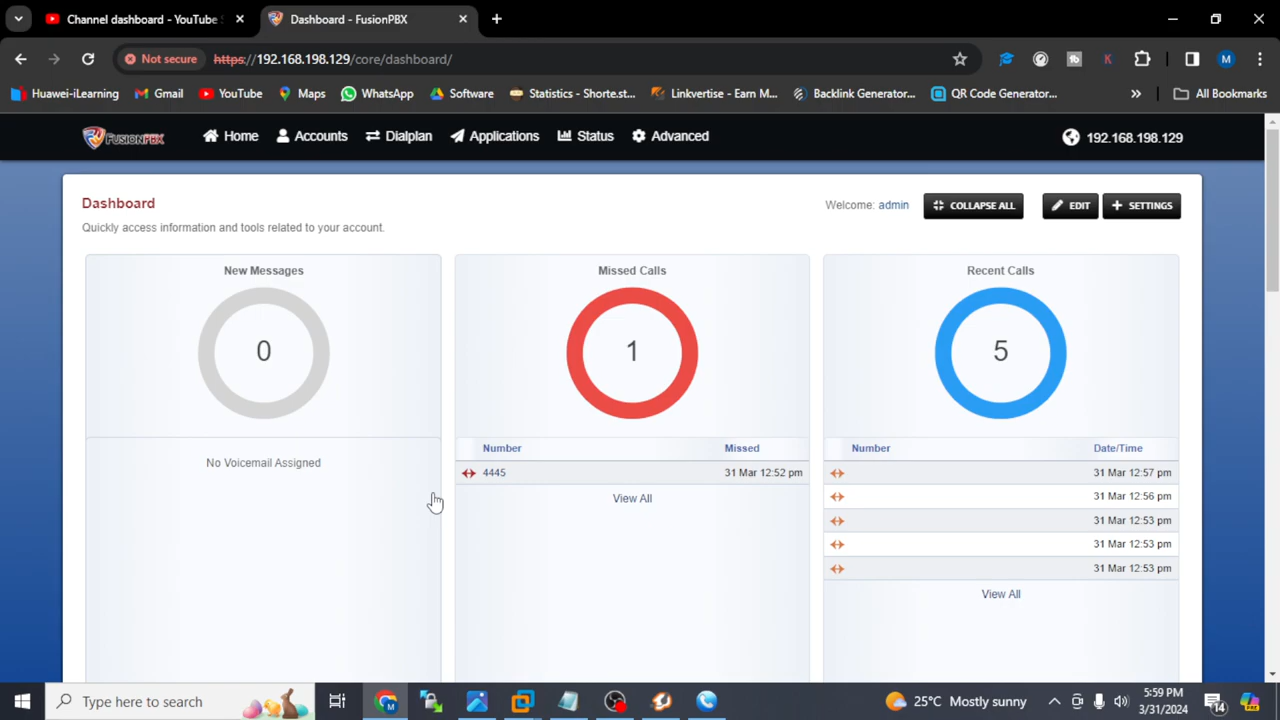 Channel dashboard - YouTube S
Dashboard - FusionPBX
Not secure
https://192.168.198.129/core/dashboard/
M
Huawei-iLearning
Gmail
YouTube
Maps
WhatsApp
Software
Statistics - Shorte.st...
Linkvertise - Earn M...
Backlink Generator...
QR Code Generator...
All Bookmarks
FUSIONPBX
Home
Accounts
Dialplan
Applications
Status
Advanced
192.168.198.129
Dashboard
Welcome: admin
COLLAPSE ALL
EDIT
SETTINGS
Quickly access information and tools related to your account.
New Messages
0
No Voicemail Assigned
Missed Calls
1
Number Missed
4445 31 Mar 12:52 pm
View All
Recent Calls
5
Number Date/Time
31 Mar 12:57 pm
31 Mar 12:56 pm
31 Mar 12:53 pm
31 Mar 12:53 pm
31 Mar 12:53 pm
View All
Type here to search
25°C Mostly sunny
5:59 PM
3/31/2024
14